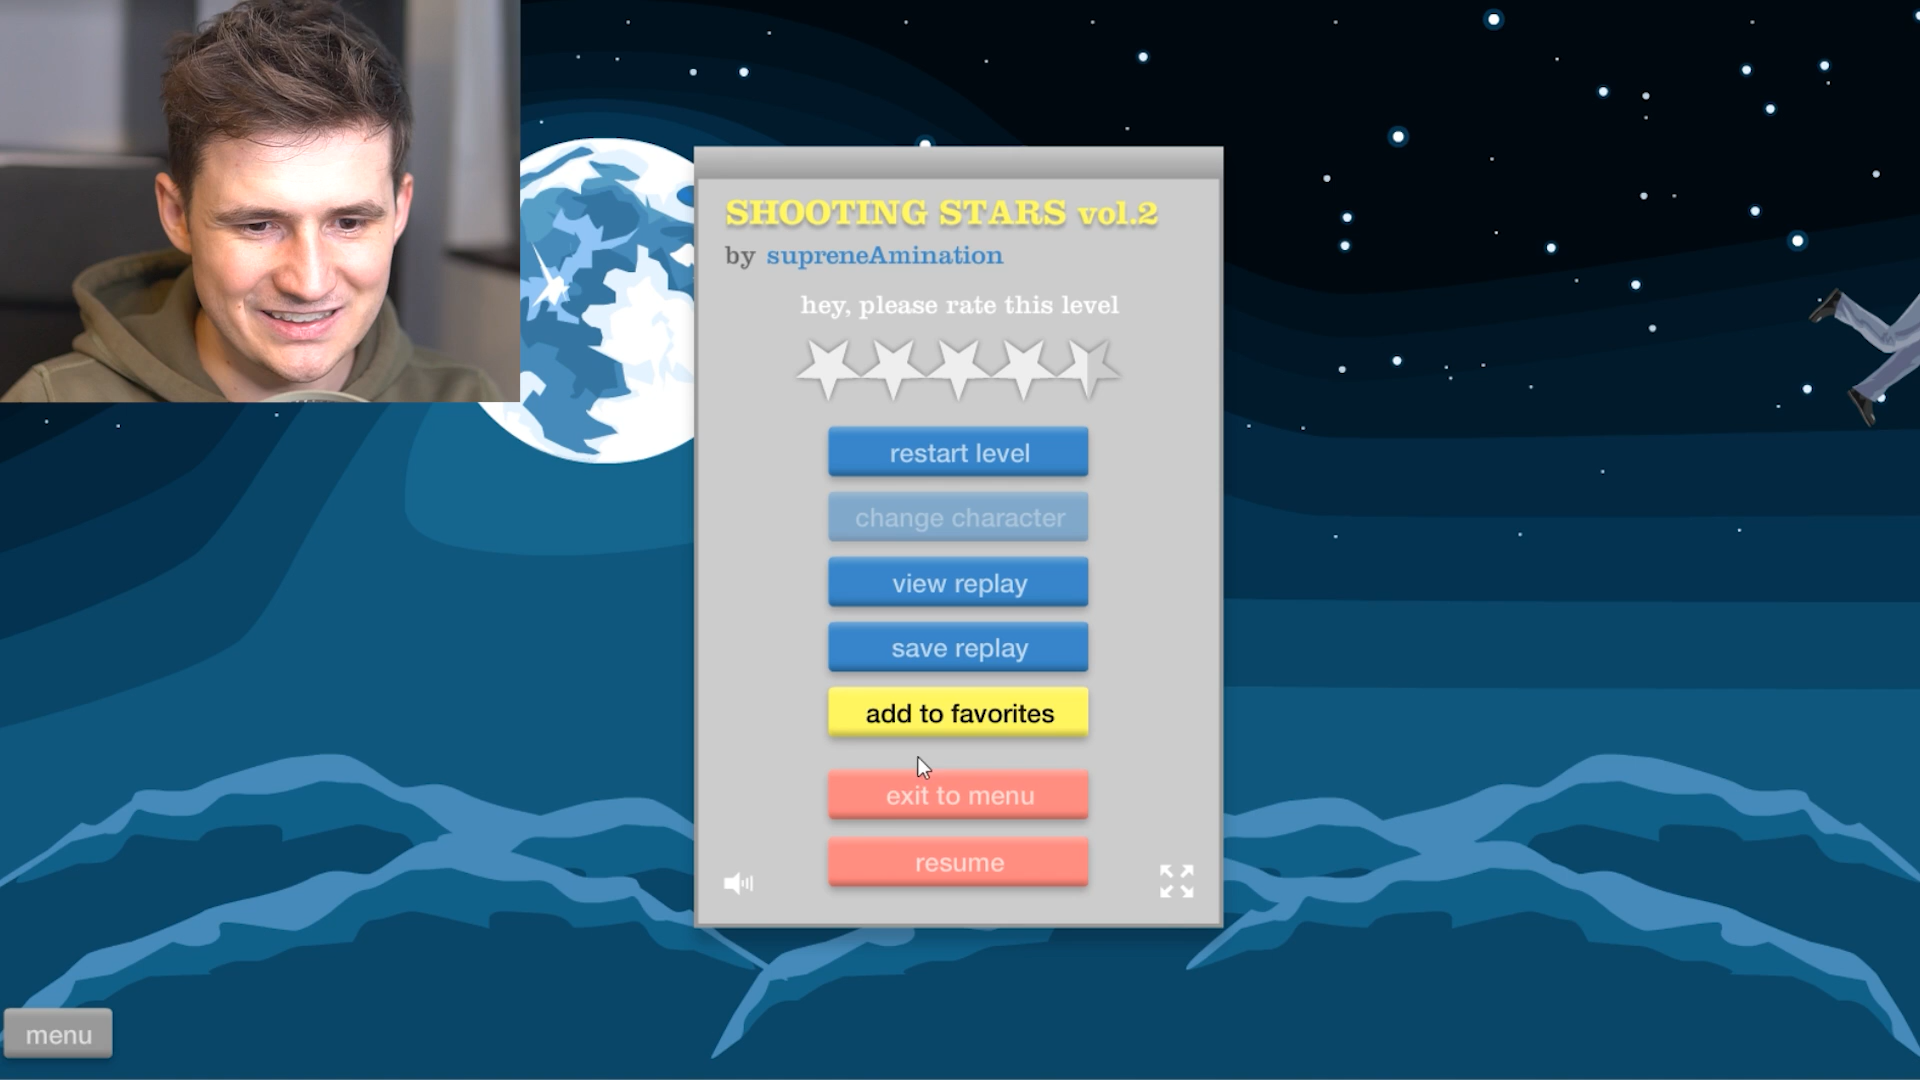 SHOOTING STARS vol.2
by supreneAmination
hey, please rate this level
restart level
change character
view replay
save replay
add to favorites
exit to menu
resume
menu